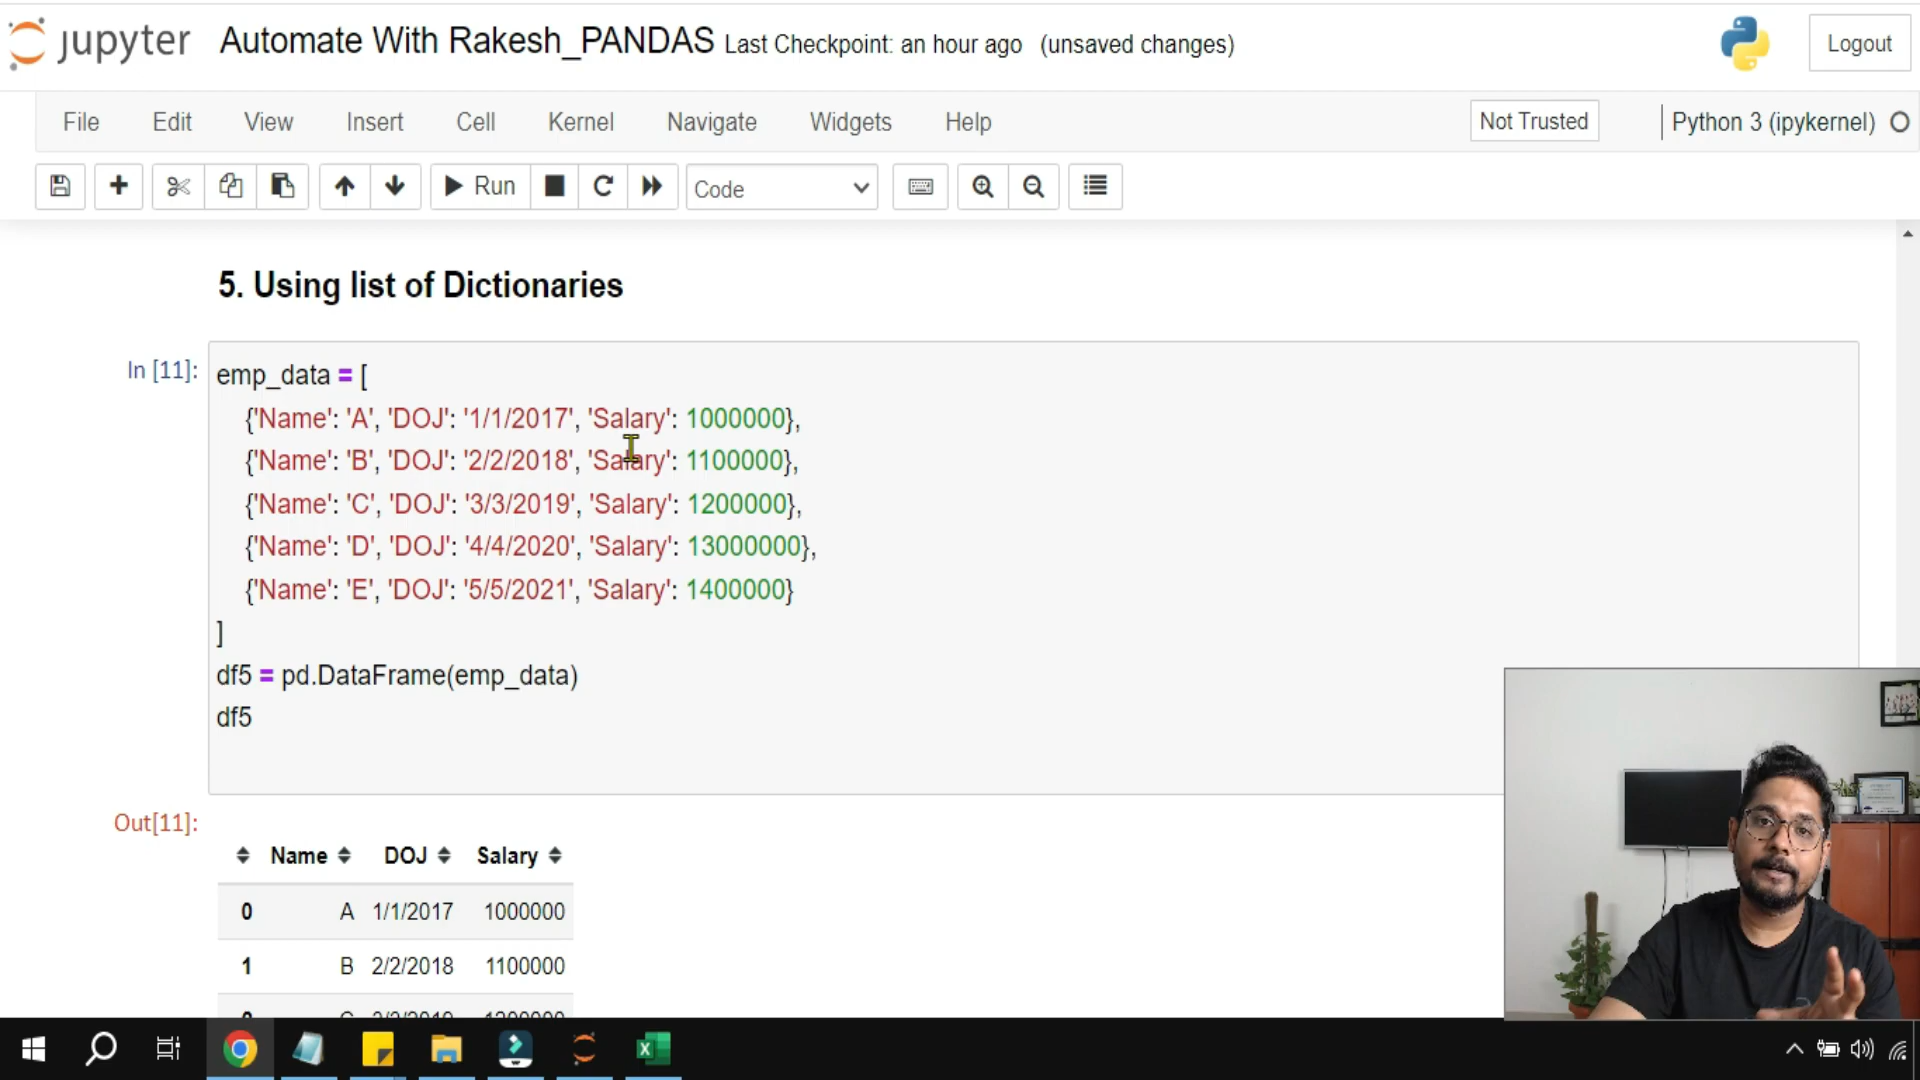 jupyter Automate With Rakesh_PANDAS Last Checkpoint: an hour ago (unsaved changes) Logout
File Edit View Insert Cell Kernel Navigate Widgets Help Not Trusted Python 3 (ipykernel)
Run Code
5. Using list of Dictionaries
In [11]:
emp_data = [
{'Name': 'A', 'DOJ': '1/1/2017', 'Salary': 1000000},
{'Name': 'B', 'DOJ': '2/2/2018', 'Salary': 1100000},
{'Name': 'C', 'DOJ': '3/3/2019', 'Salary': 1200000},
{'Name': 'D', 'DOJ': '4/4/2020', 'Salary': 13000000},
{'Name': 'E', 'DOJ': '5/5/2021', 'Salary': 1400000}
]
df5 = pd.DataFrame(emp_data)
df5
Out[11]:
Name DOJ Salary
0 A 1/1/2017 1000000
1 B 2/2/2018 1100000